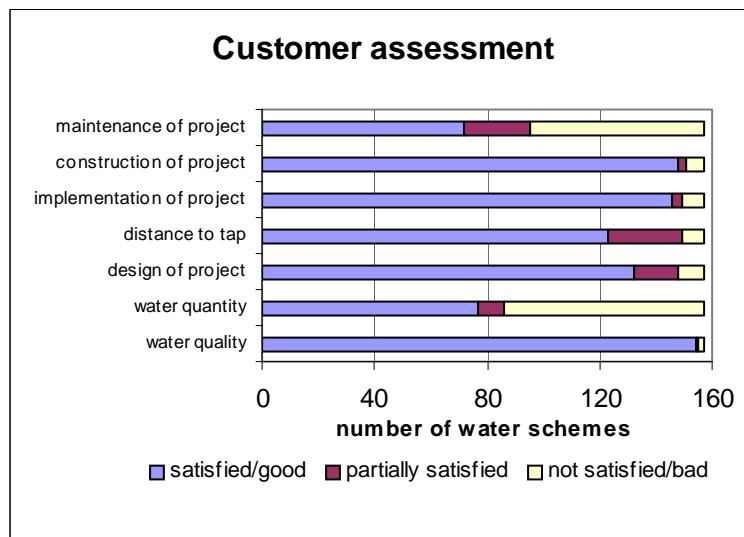 Customer assessment
maintenance of project
construction of project
implementation of project
distance to tap
design of project
water quantity
water quality
0 40 80 120 160
number of water schemes
satisfied/good partially satisfied not satisfied/bad